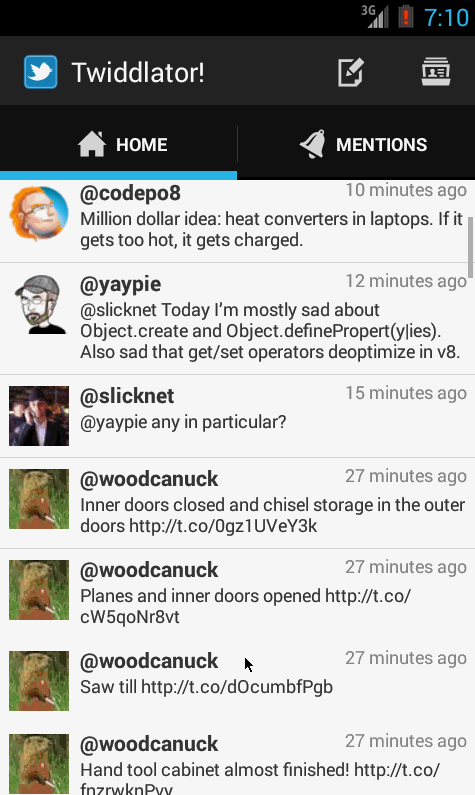 3G 7:10
Twiddlator!
HOME MENTIONS
@codepo8 10 minutes ago
Million dollar idea: heat converters in laptops. If it
gets too hot, it gets charged.
@yaypie 12 minutes ago
@slicknet Today I'm mostly sad about
Object.create and Object.definePropert(y|ies).
Also sad that get/set operators deoptimize in v8.
@slicknet 15 minutes ago
@yaypie any in particular?
@woodcanuck 27 minutes ago
Inner doors closed and chisel storage in the outer
doors http://t.co/0gz1UVeY3k
@woodcanuck 27 minutes ago
Planes and inner doors opened http://t.co/
cW5qoNr8vt
@woodcanuck 27 minutes ago
Saw till http://t.co/dOcumbfPgb
@woodcanuck 27 minutes ago
Hand tool cabinet almost finished! http://t.co/
fnzrwknPyv